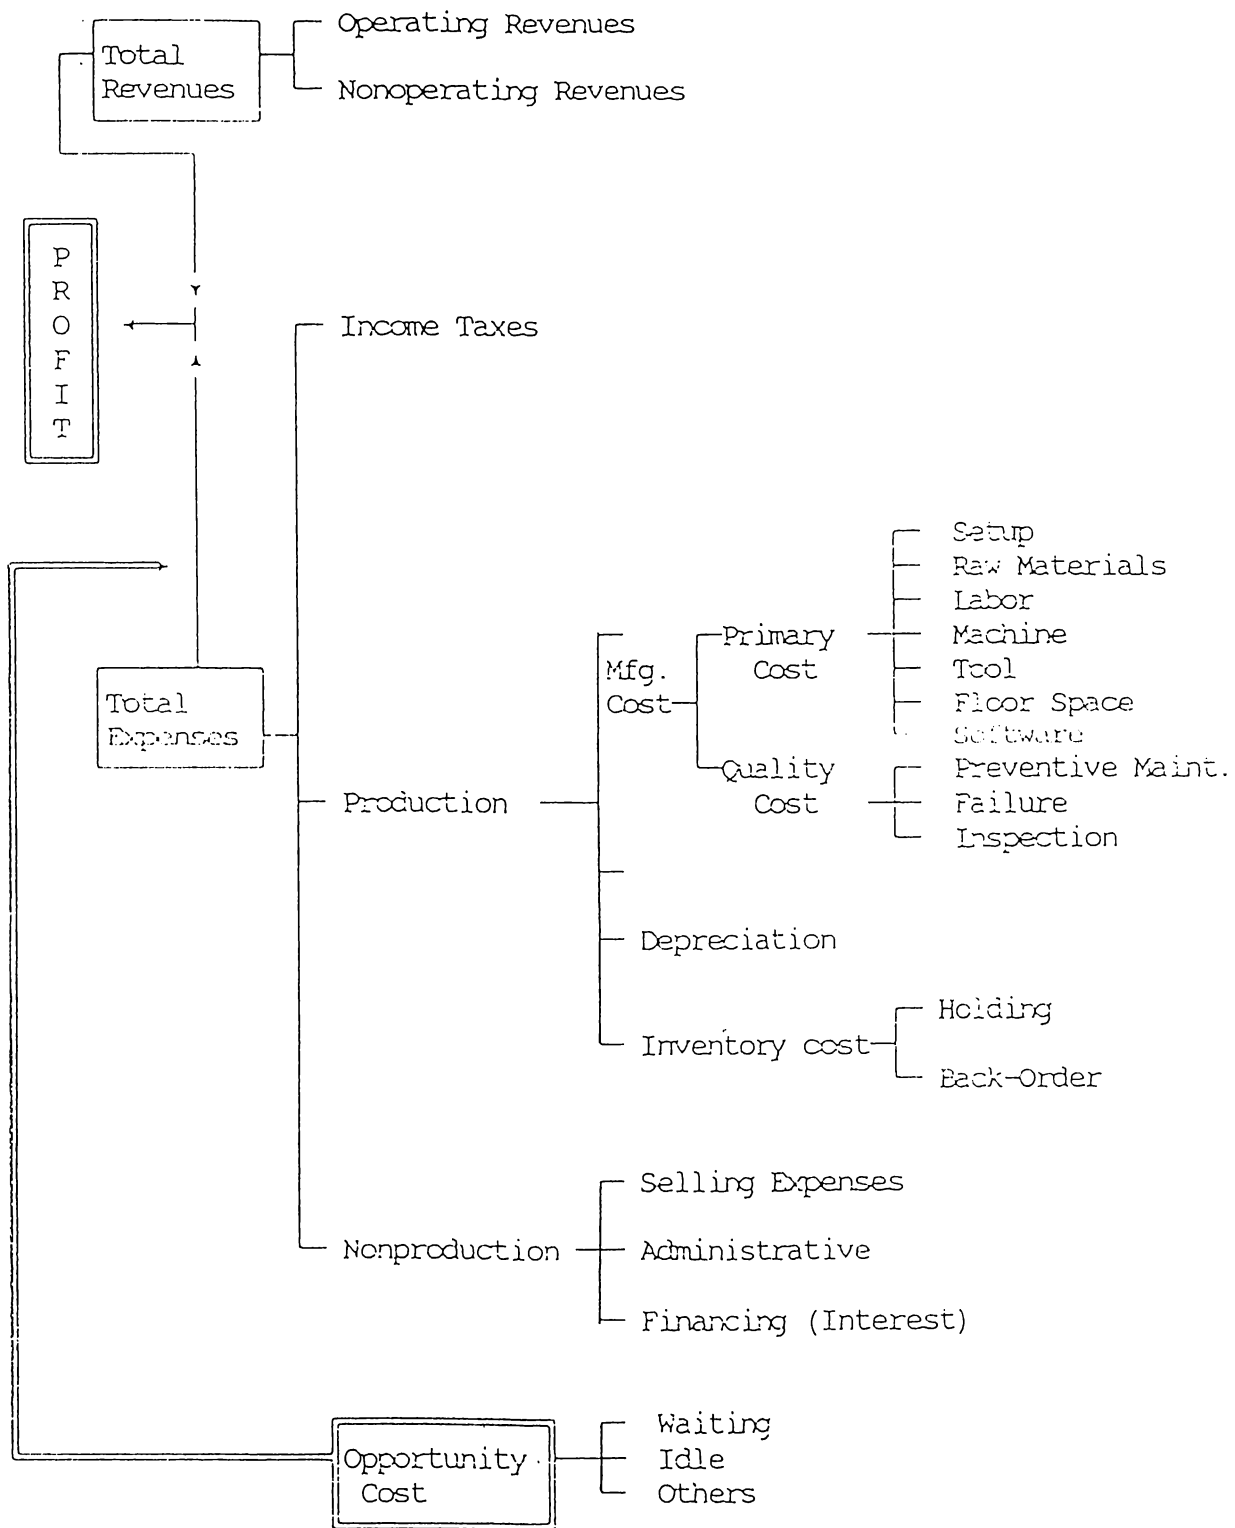 Operating Revenues
Total
Revenues
Nonoperating Revenues
P
R
O
F
I
T
Income Taxes
Setup
Raw Materials
Labor
Primary
Cost
Machine
Mfg.
Cost
Tool
Floor Space
Software
Total
Expenses
Quality
Cost
Preventive Maint.
Failure
Inspection
Production
Depreciation
Holding
Inventory cost
Back-Order
Selling Expenses
Nonproduction
Administrative
Financing (Interest)
Waiting
Opportunity
Cost
Idle
Others